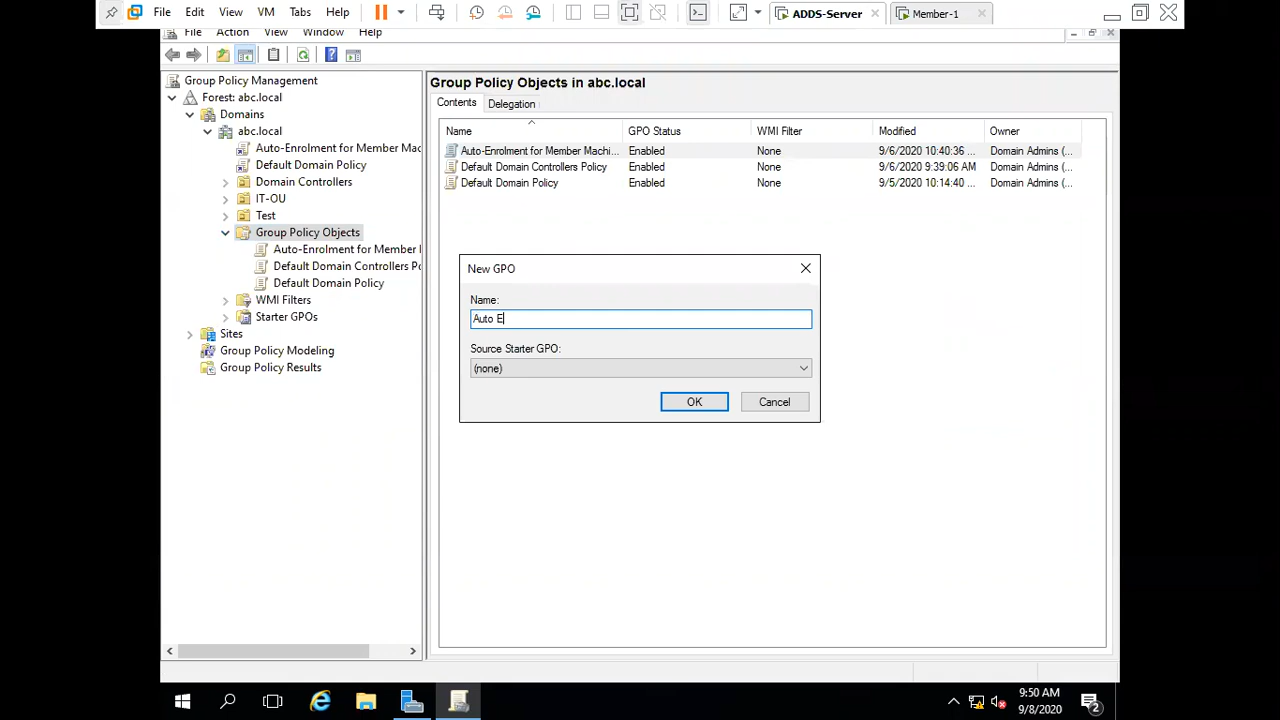 File Edit View VM Tabs Help ADDS-Server Member-1
File Action View Window Help
Group Policy Management
Forest: abc.local
Domains
abc.local
Auto-Enrolment for Member Mac
Default Domain Policy
Domain Controllers
IT-OU
Test
Group Policy Objects
Auto-Enrolment for Member
Default Domain Controllers Po
Default Domain Policy
WMI Filters
Starter GPOs
Sites
Group Policy Modeling
Group Policy Results
Group Policy Objects in abc.local
Contents Delegation
Name GPO Status WMI Filter Modified Owner
Auto-Enrolment for Member Machi... Enabled None 9/6/2020 10:40:36 ... Domain Admins (...
Default Domain Controllers Policy Enabled None 9/6/2020 9:39:06 AM Domain Admins (...
Default Domain Policy Enabled None 9/5/2020 10:14:40 ... Domain Admins (...
New GPO
Name:
Auto E
Source Starter GPO:
(none)
OK Cancel
9:50 AM
9/8/2020
2